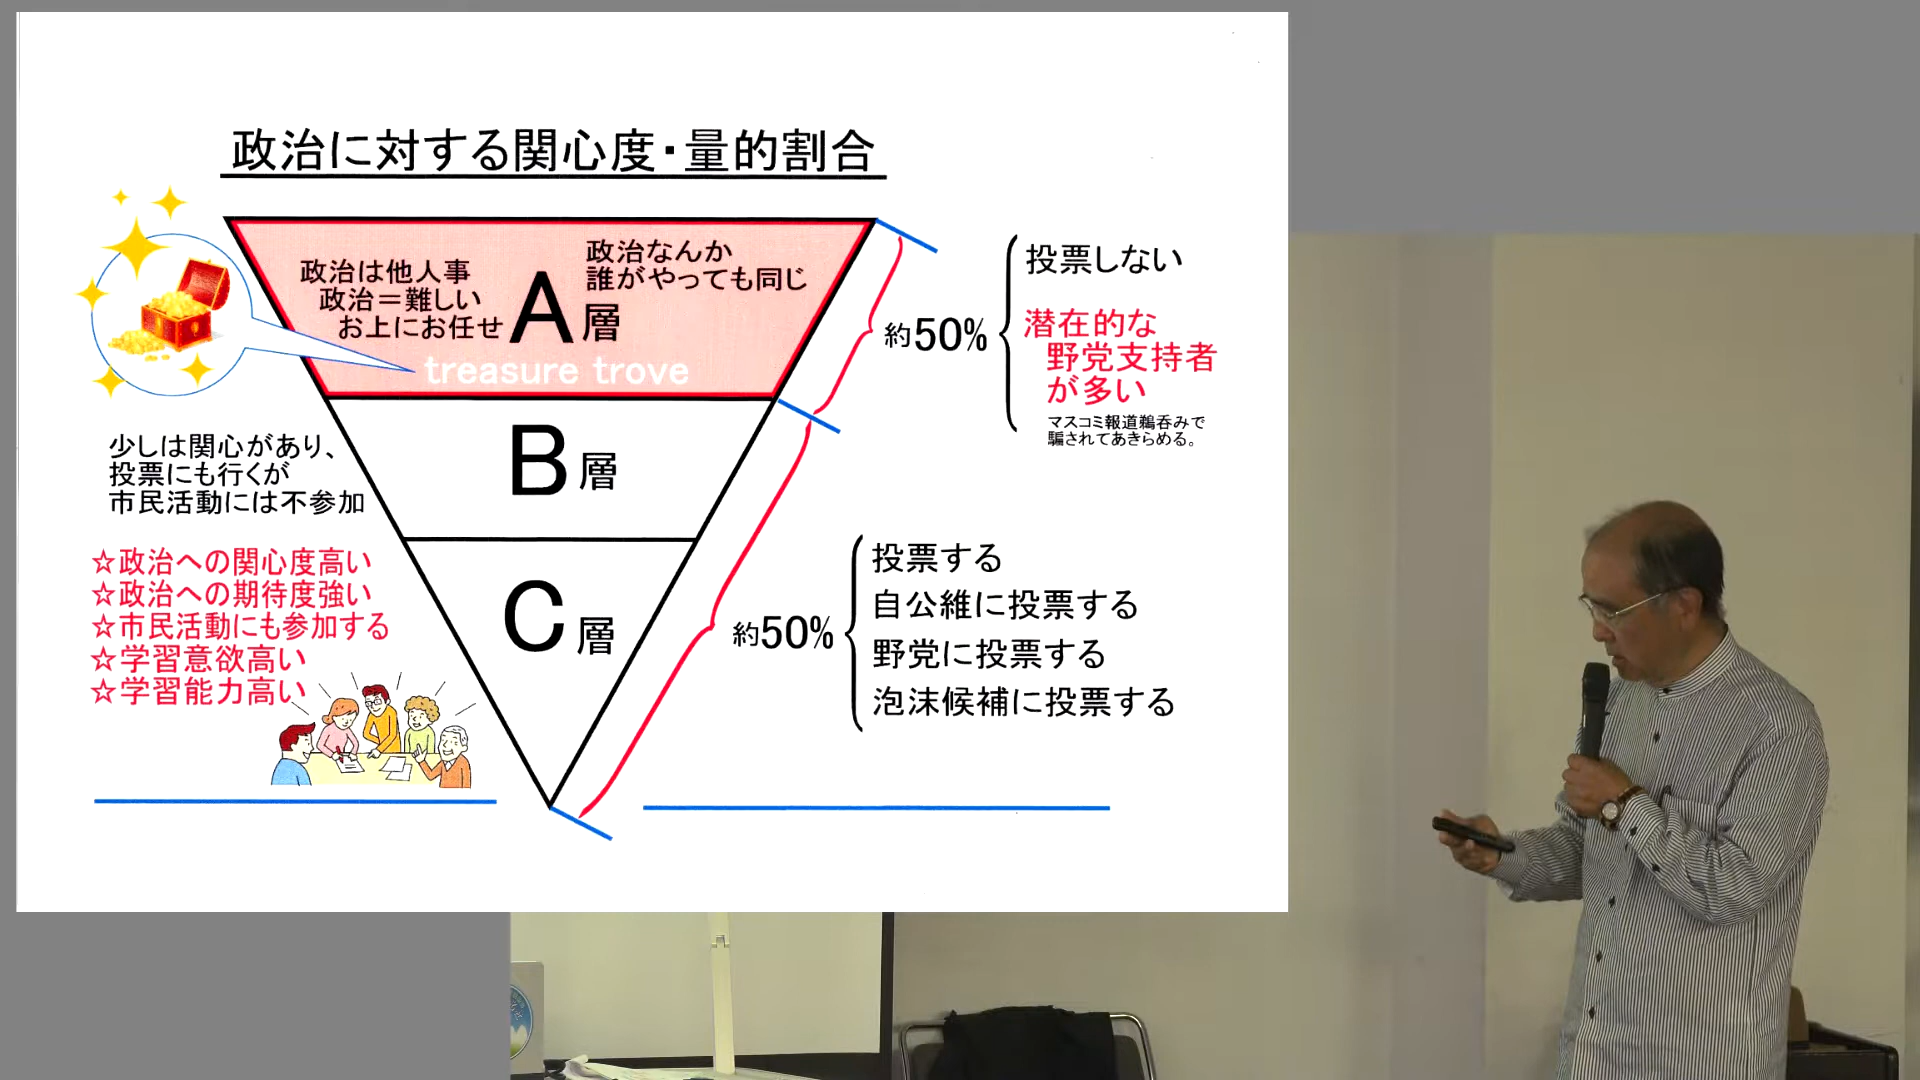 政治に対する関心度・量的割合
政治は他人事
政治＝難しい
お上にお任せ
政治なんか
誰がやっても同じ
A層
treasure trove
約50%
投票しない
潜在的な
野党支持者
が多い
マスコミ報道鵜呑みで
騙されてあきらめる。
少しは関心があり、
投票にも行くが
市民活動には不参加
B層
☆政治への関心度高い
☆政治への期待度強い
☆市民活動にも参加する
☆学習意欲高い
☆学習能力高い
C層
約50%
投票する
自公維に投票する
野党に投票する
泡沫候補に投票する